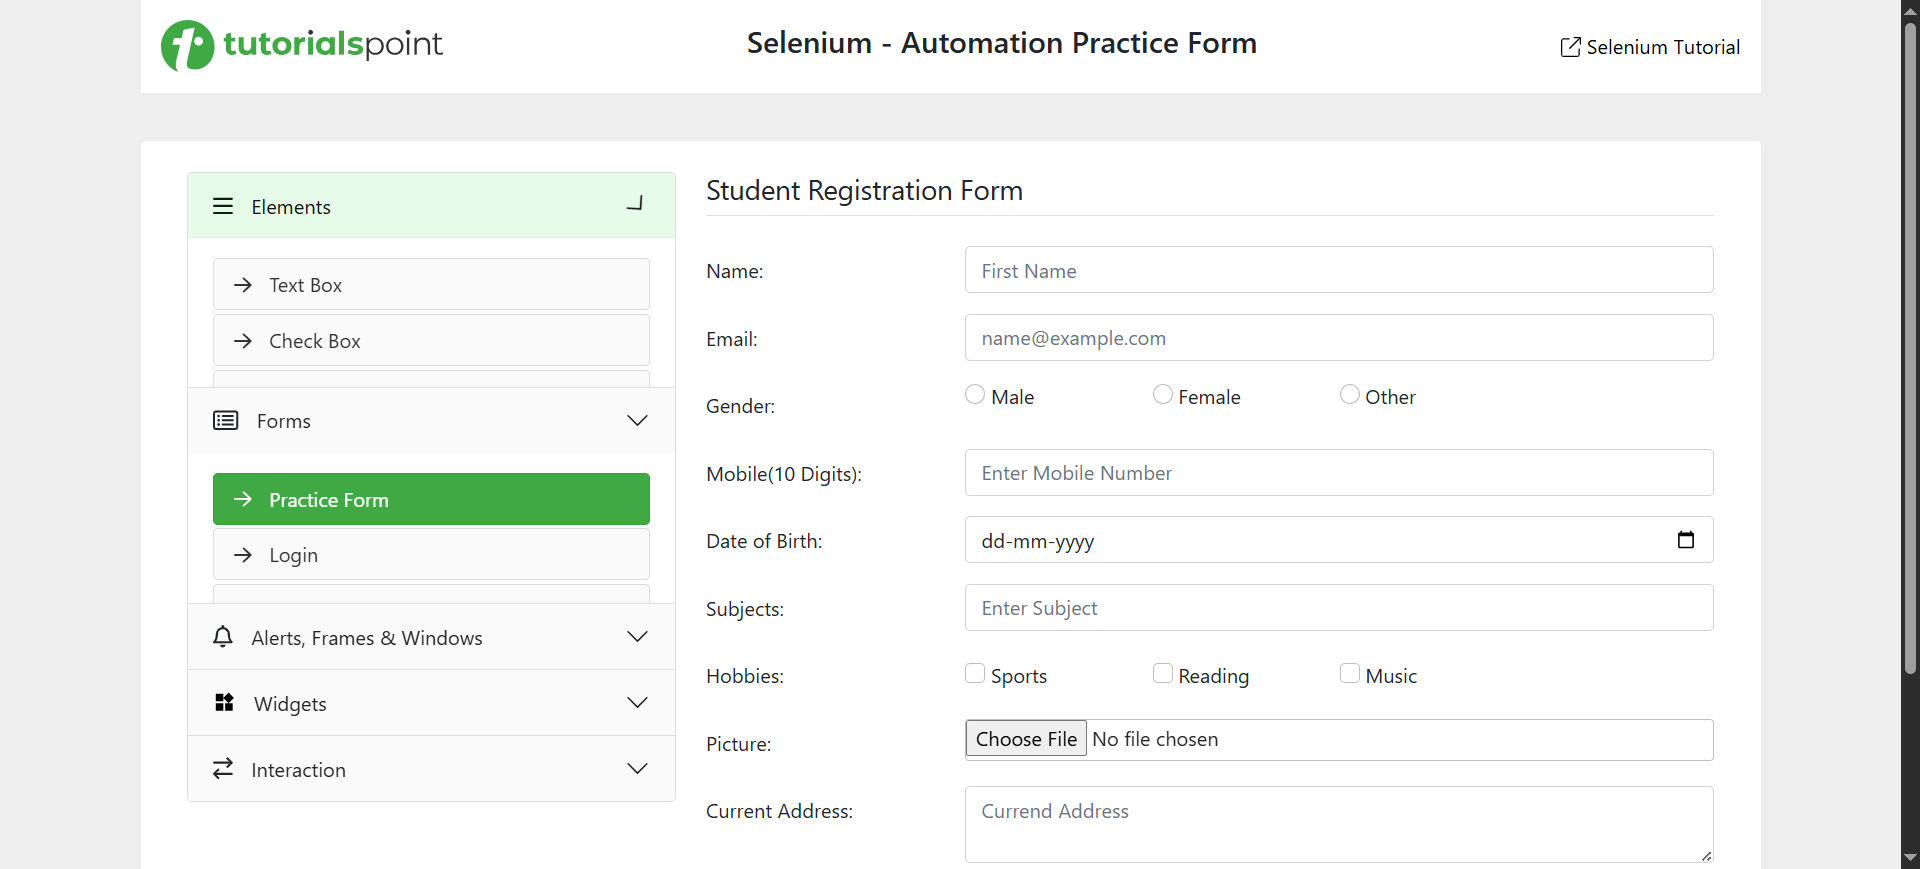 tutorialspoint
Selenium - Automation Practice Form
Selenium Tutorial
Elements
Text Box
Check Box
Forms
Practice Form
Login
Alerts, Frames & Windows
Widgets
Interaction
Student Registration Form
Name:
First Name
Email:
name@example.com
Gender:
Male Female Other
Mobile(10 Digits):
Enter Mobile Number
Date of Birth:
dd-mm-yyyy
Subjects:
Enter Subject
Hobbies:
Sports Reading Music
Picture:
Choose File No file chosen
Current Address:
Currend Address